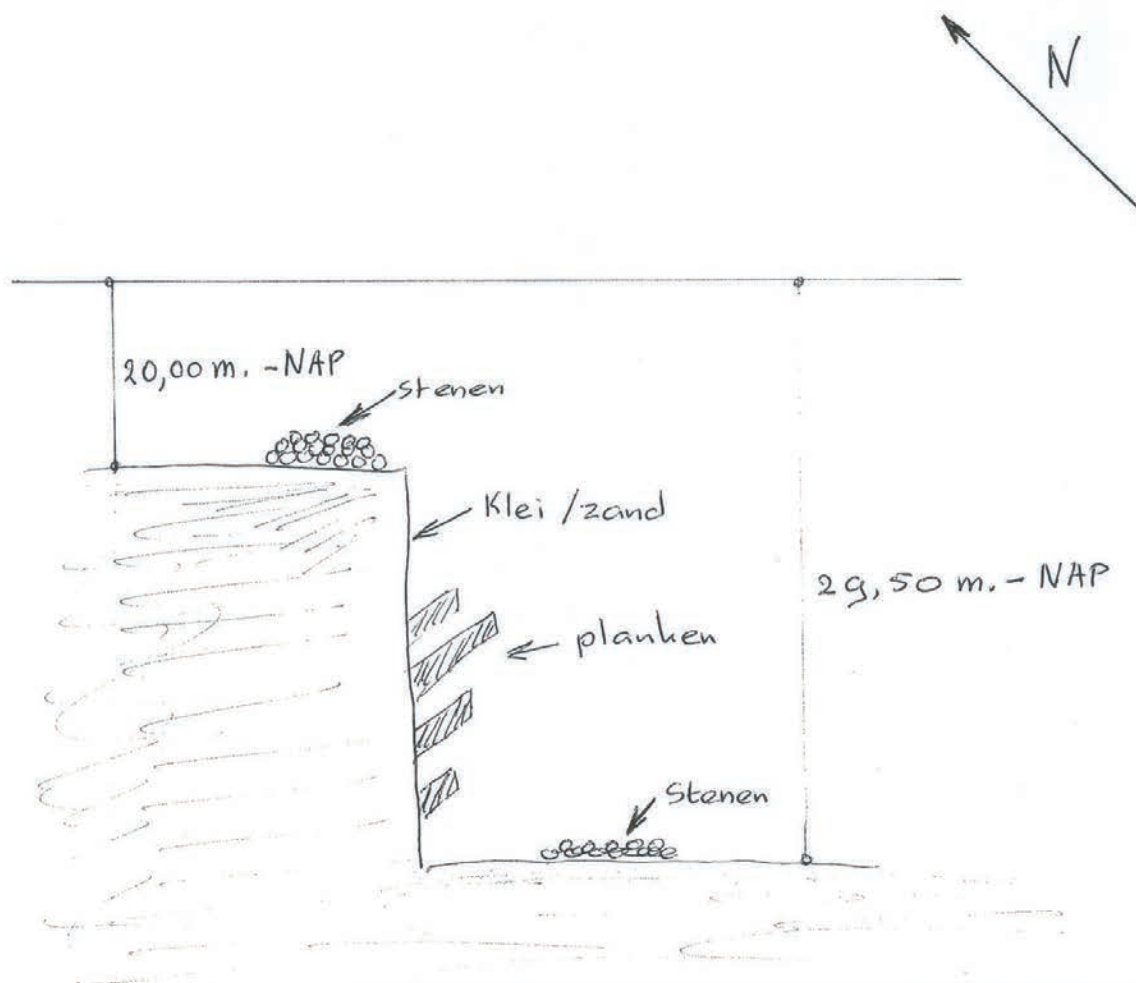 N
20,00 m. - NAP
stenen
Klei / zand
29,50 m. - NAP
planken
Stenen